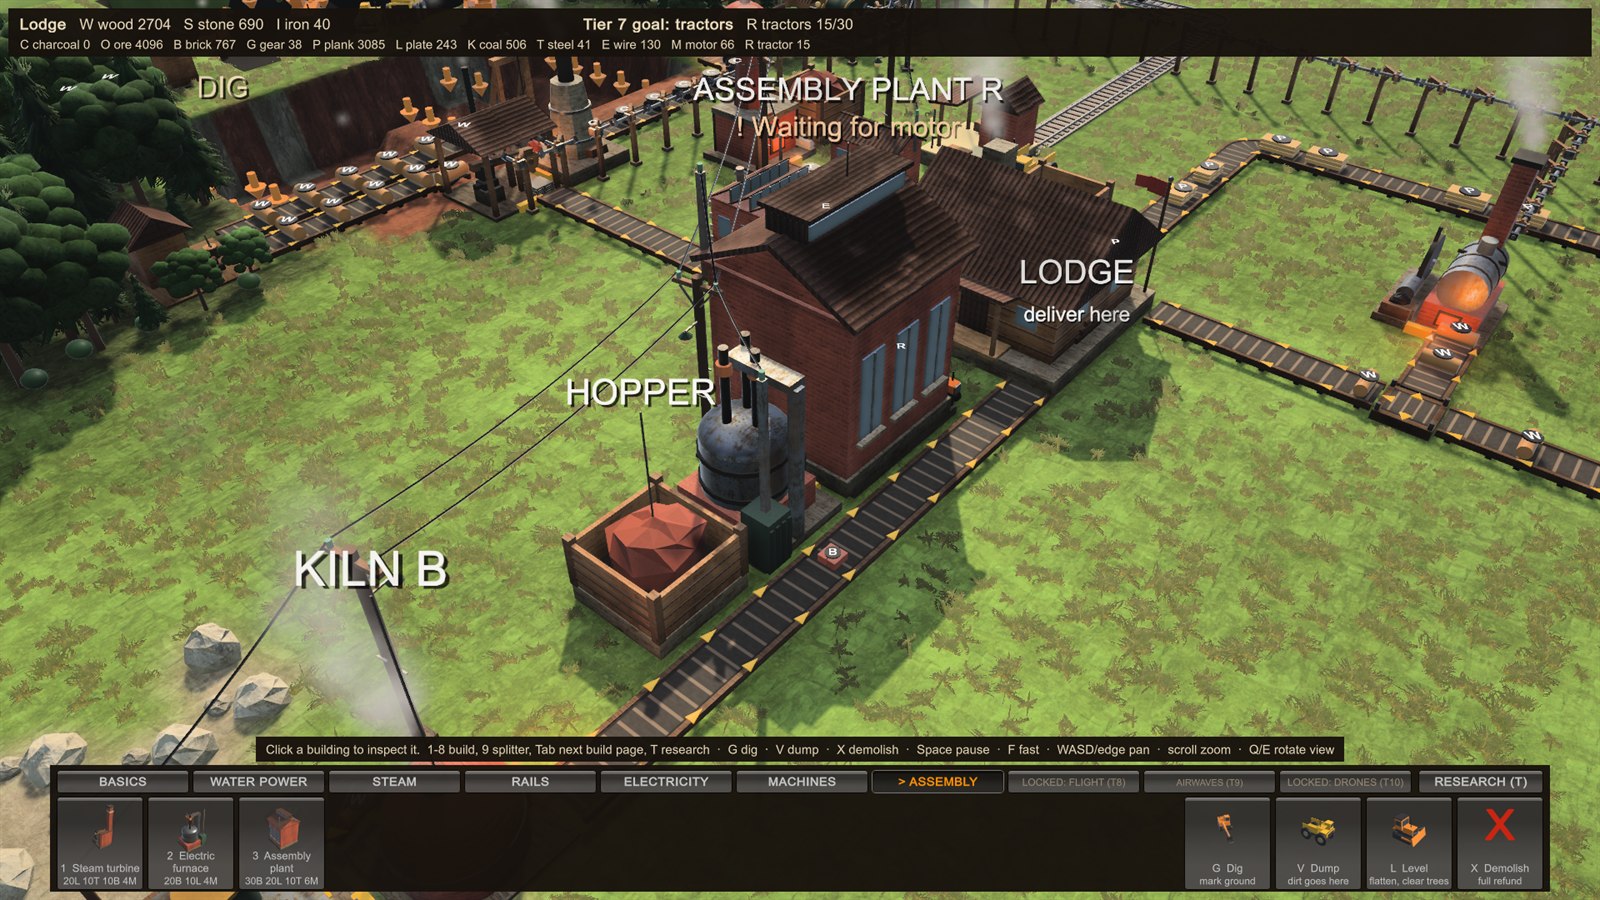 Lodge W wood 2704 S stone 690 I iron 40
Tier 7 goal: tractors R tractors 15/30
C charcoal 0 O ore 4096 B brick 767 G gear 38 P plank 3085 L plate 243 K coal 506 T steel 41 E wire 130 M motor 66 R tractor 15
DIG
ASSEMBLY PLANT R
! Waiting for motor
LODGE
deliver here
HOPPER
KILN B
E
P
R
B
W
W
W
W
Click a building to inspect it. 1-8 build, 9 splitter, Tab next build page, T research · G dig · V dump · X demolish · Space pause · F fast · WASD/edge pan · scroll zoom · Q/E rotate view
BASICS
WATER POWER
STEAM
RAILS
ELECTRICITY
MACHINES
> ASSEMBLY
LOCKED: FLIGHT (T8)
AIRWAVES (T9)
LOCKED: DRONES (T10)
RESEARCH (T)
1 Steam turbine
20L 10T 10B 4M
2 Electric
furnace
20B 10L 4M
3 Assembly
plant
30B 20L 10T 6M
G Dig
mark ground
V Dump
dirt goes here
L Level
flatten, clear trees
X Demolish
full refund